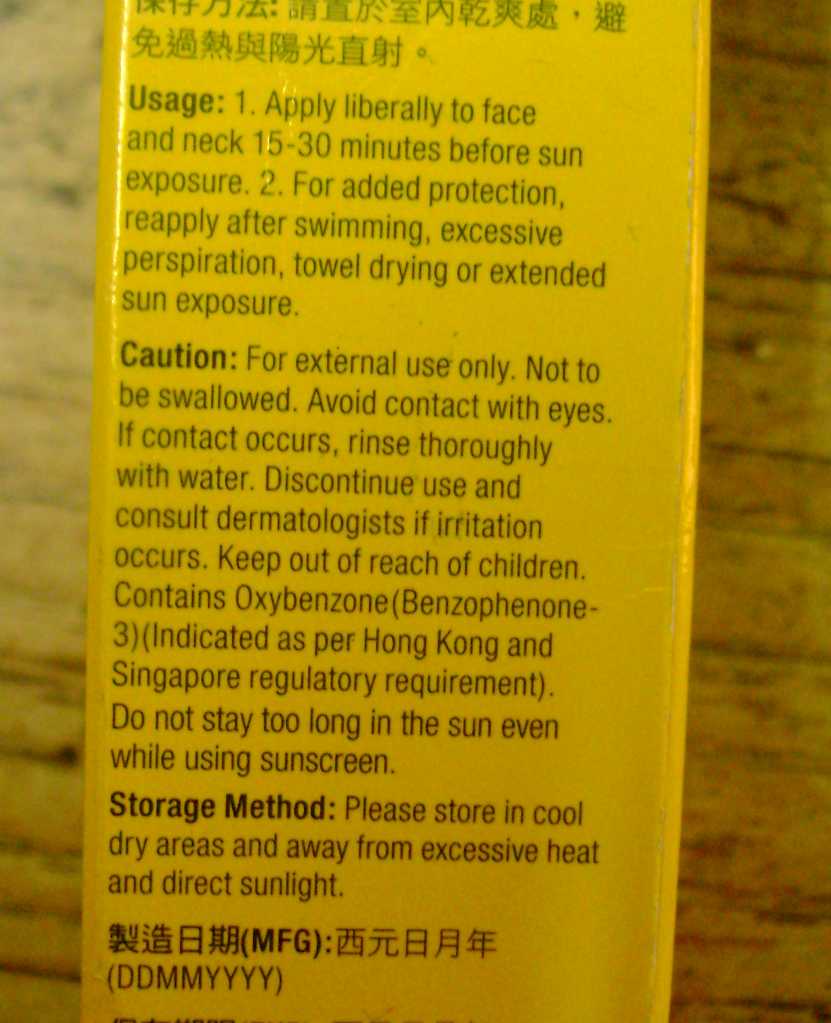 保存方法: 請置於室內乾爽處，避
免過熱與陽光直射。
Usage: 1. Apply liberally to face
and neck 15-30 minutes before sun
exposure. 2. For added protection,
reapply after swimming, excessive
perspiration, towel drying or extended
sun exposure.
Caution: For external use only. Not to
be swallowed. Avoid contact with eyes.
If contact occurs, rinse thoroughly
with water. Discontinue use and
consult dermatologists if irritation
occurs. Keep out of reach of children.
Contains Oxybenzone(Benzophenone-
3)(Indicated as per Hong Kong and
Singapore regulatory requirement).
Do not stay too long in the sun even
while using sunscreen.
Storage Method: Please store in cool
dry areas and away from excessive heat
and direct sunlight.
製造日期(MFG):西元日月年
(DDMMYYYY)